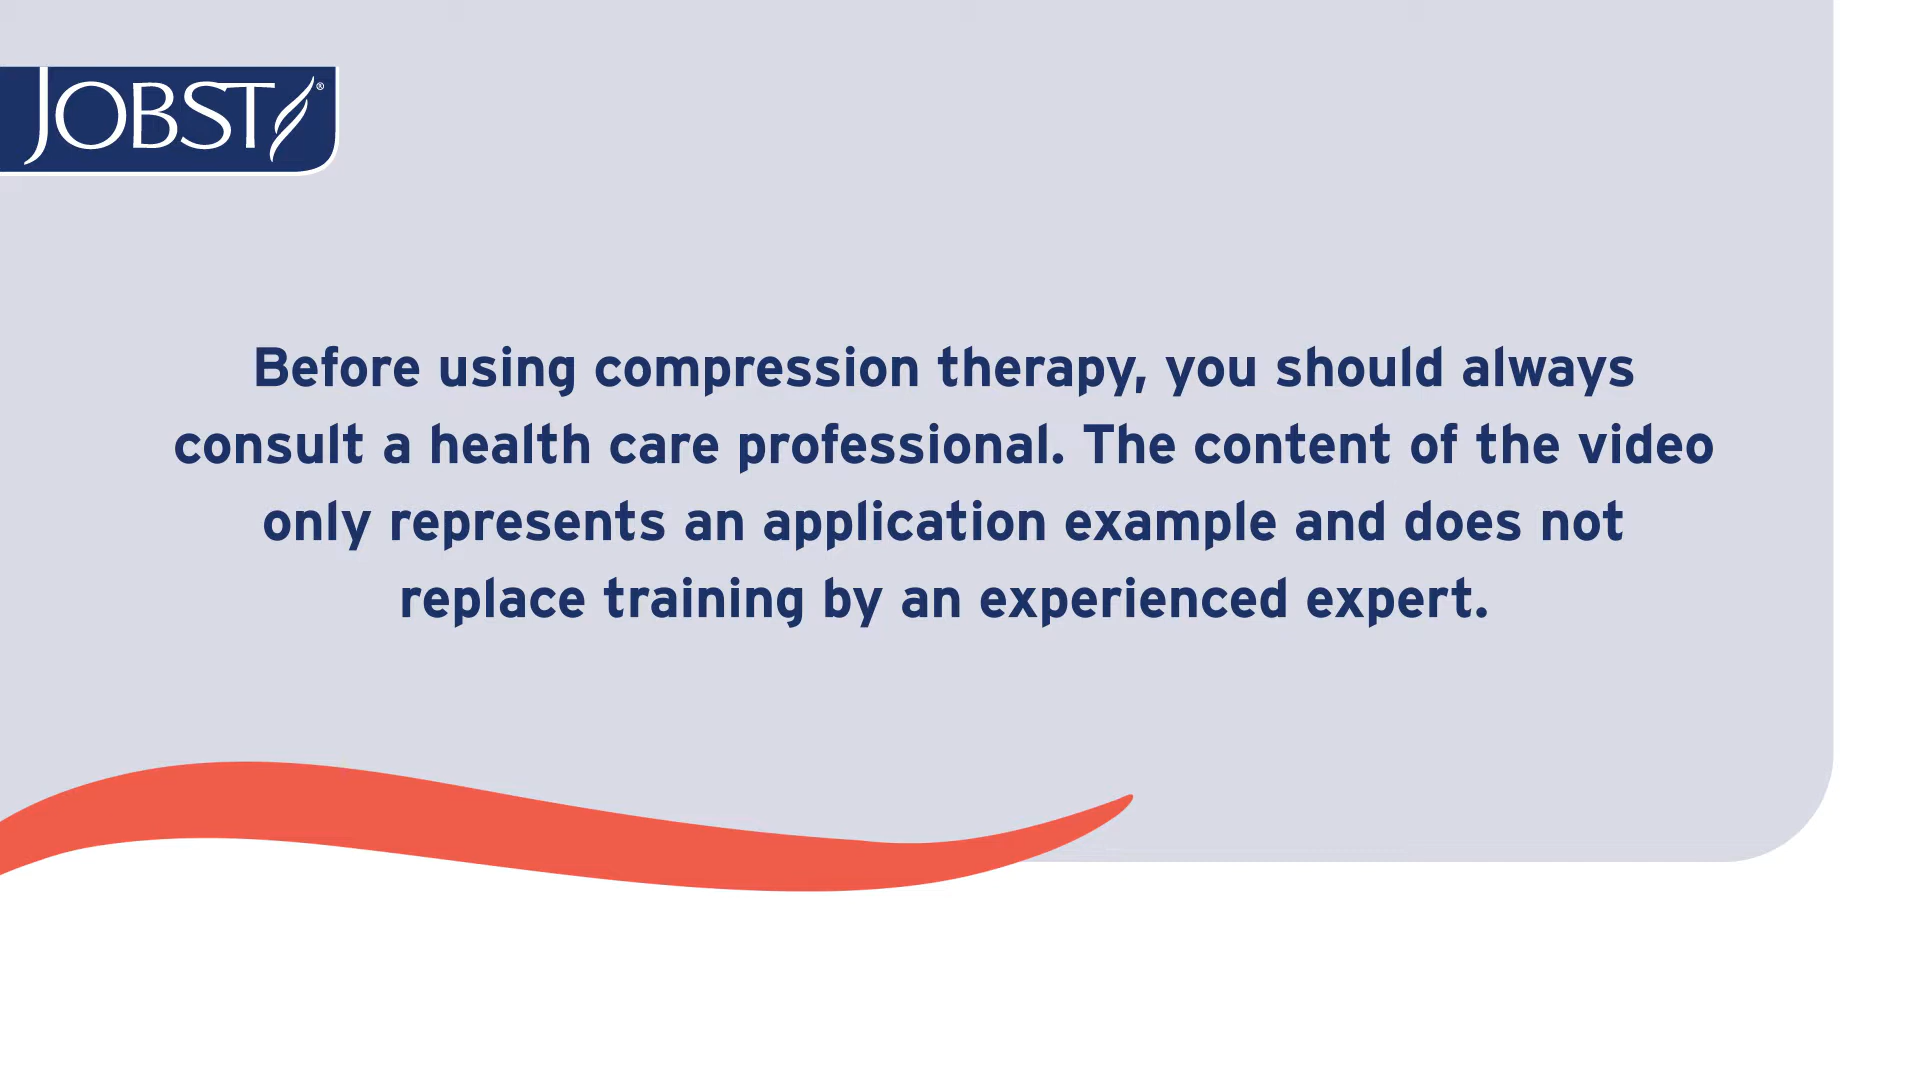 JOBST®
Before using compression therapy, you should always
consult a health care professional. The content of the video
only represents an application example and does not
replace training by an experienced expert.